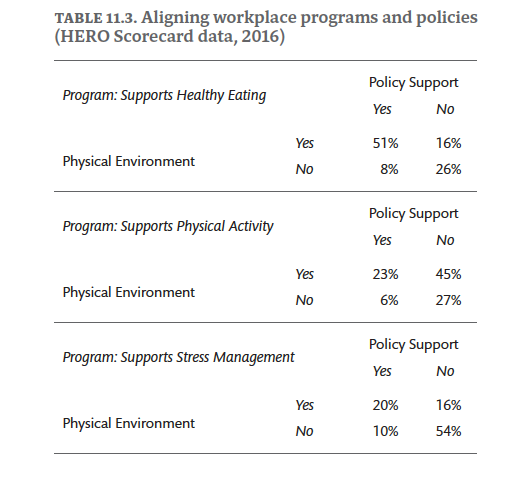 TABLE 11.3. Aligning workplace programs and policies
(HERO Scorecard data, 2016)
Policy Support
Program: Supports Healthy Eating
Yes No
Yes 51% 16%
Physical Environment
No 8% 26%
Policy Support
Program: Supports Physical Activity
Yes No
Yes 23% 45%
Physical Environment
No 6% 27%
Policy Support
Program: Supports Stress Management
Yes No
Yes 20% 16%
Physical Environment
No 10% 54%